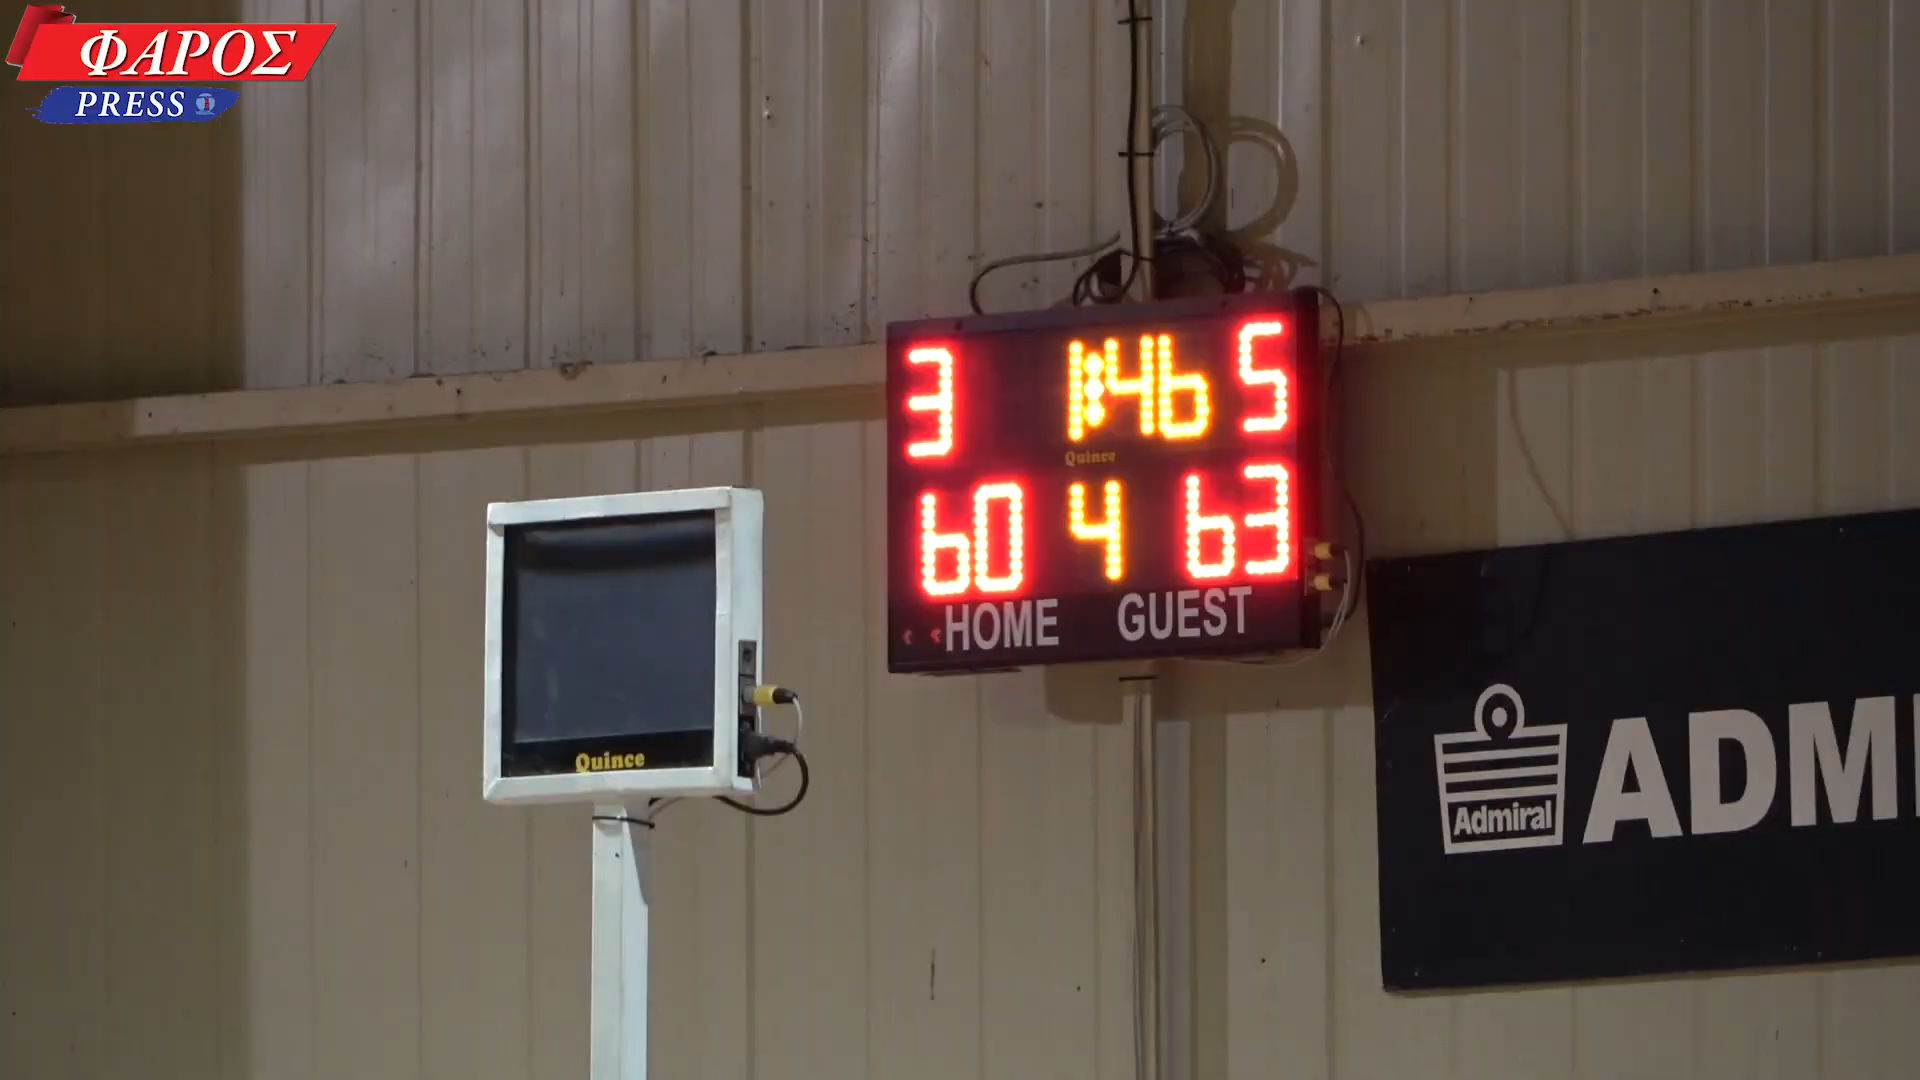 ΦΑΡΟΣ
PRESS
3 1:46 5
Quince
60 4 63
HOME GUEST
Quince
Admiral
ADM